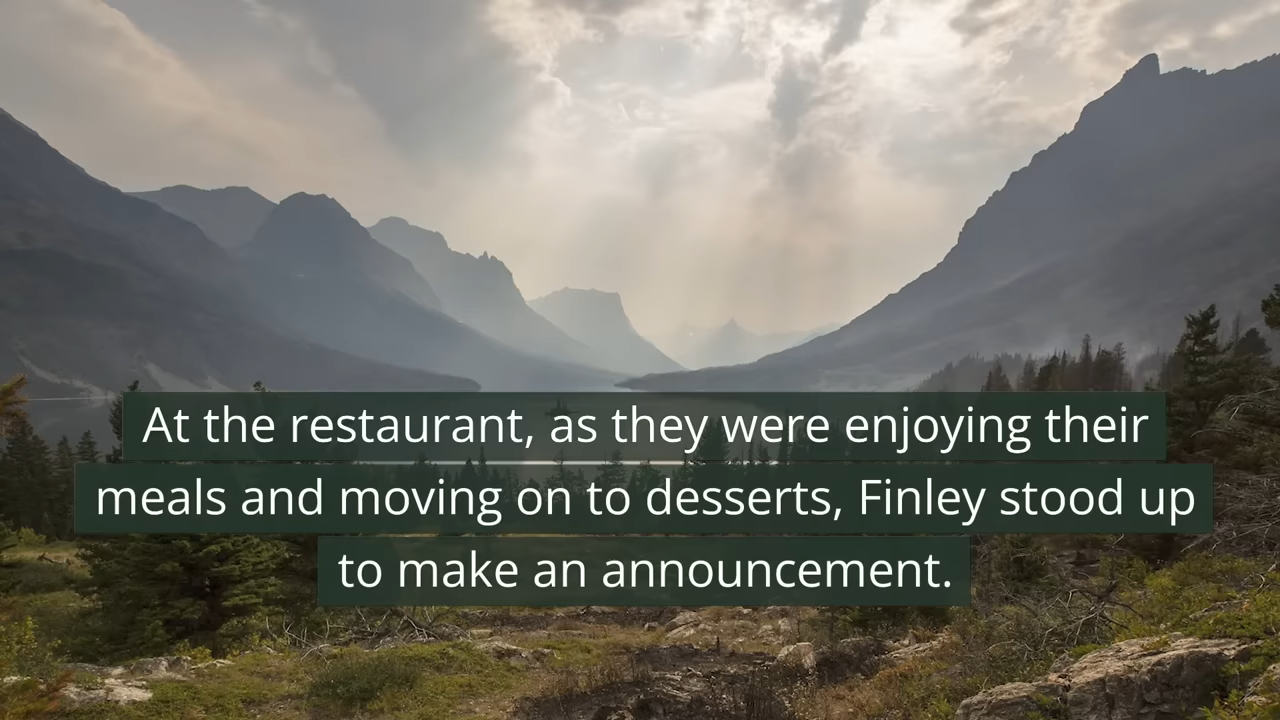 At the restaurant, as they were enjoying their
meals and moving on to desserts, Finley stood up
to make an announcement.